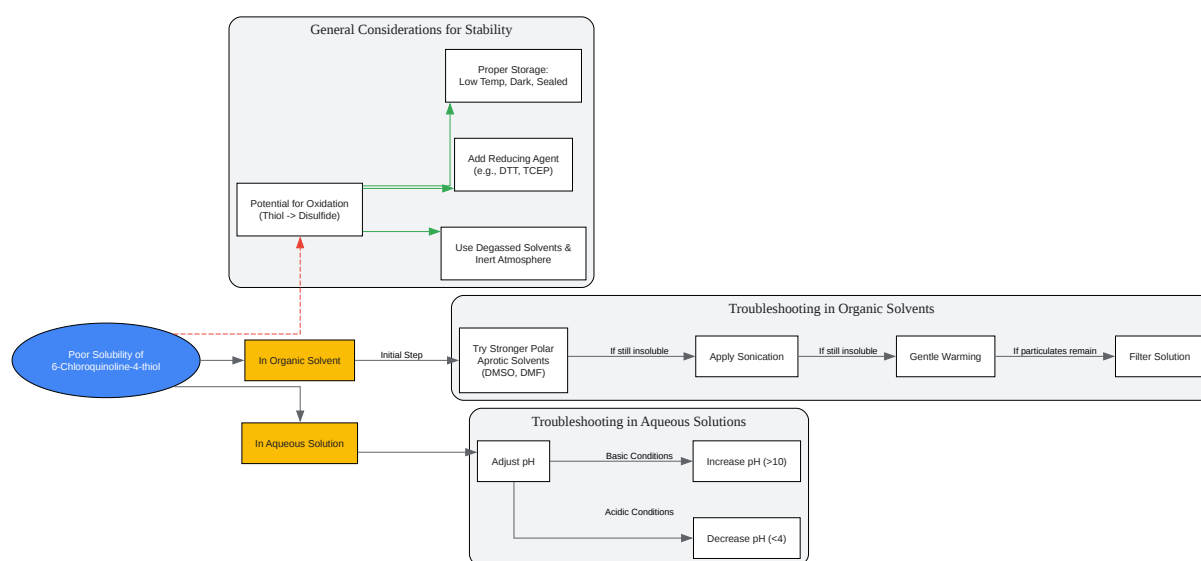 General Considerations for Stability
Proper Storage:
Low Temp, Dark, Sealed
Add Reducing Agent
(e.g., DTT, TCEP)
Potential for Oxidation
(Thiol -> Disulfide)
Use Degassed Solvents &
Inert Atmosphere
Troubleshooting in Organic Solvents
Poor Solubility of
6-Chloroquinoline-4-thiol
In Organic Solvent
Initial Step
Try Stronger Polar
Aprotic Solvents
(DMSO, DMF)
If still insoluble
Apply Sonication
If still insoluble
Gentle Warming
If particulates remain
Filter Solution
Troubleshooting in Aqueous Solutions
In Aqueous Solution
Adjust pH
Basic Conditions
Increase pH (>10)
Acidic Conditions
Decrease pH (<4)